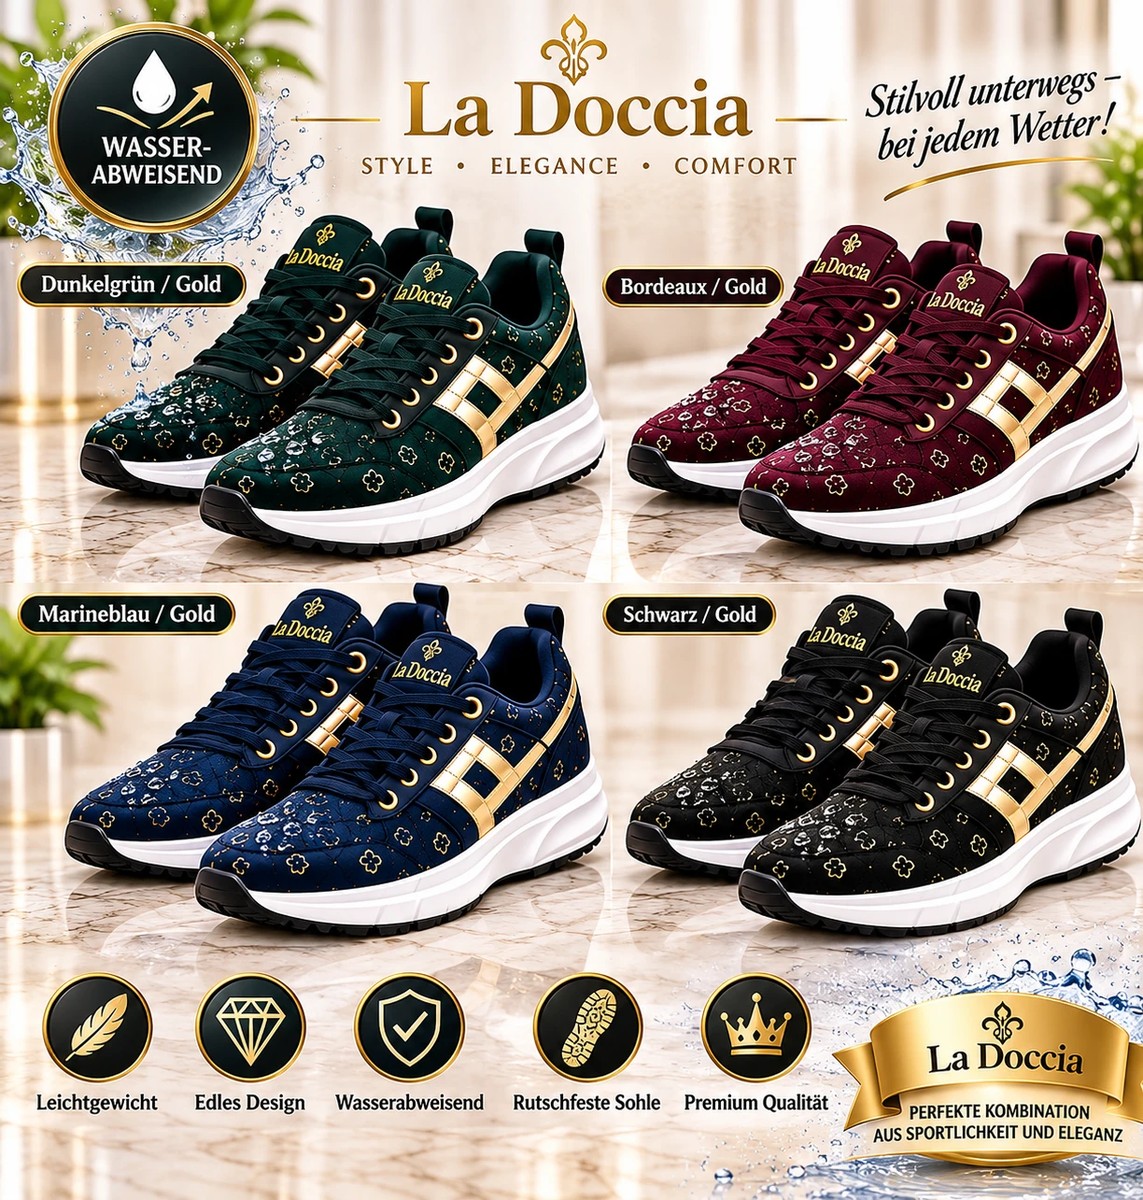 WASSER-
ABWEISEND
La Doccia
STYLE • ELEGANCE • COMFORT
Stilvoll unterwegs –
bei jedem Wetter!
Dunkelgrün / Gold
La Doccia
La Doccia
Bordeaux / Gold
La Doccia
La Doccia
Marineblau / Gold
La Doccia
La Doccia
Schwarz / Gold
La Doccia
La Doccia
Leichtgewicht
Edles Design
Wasserabweisend
Rutschfeste Sohle
Premium Qualität
La Doccia
PERFEKTE KOMBINATION
AUS SPORTLICHKEIT UND ELEGANZ